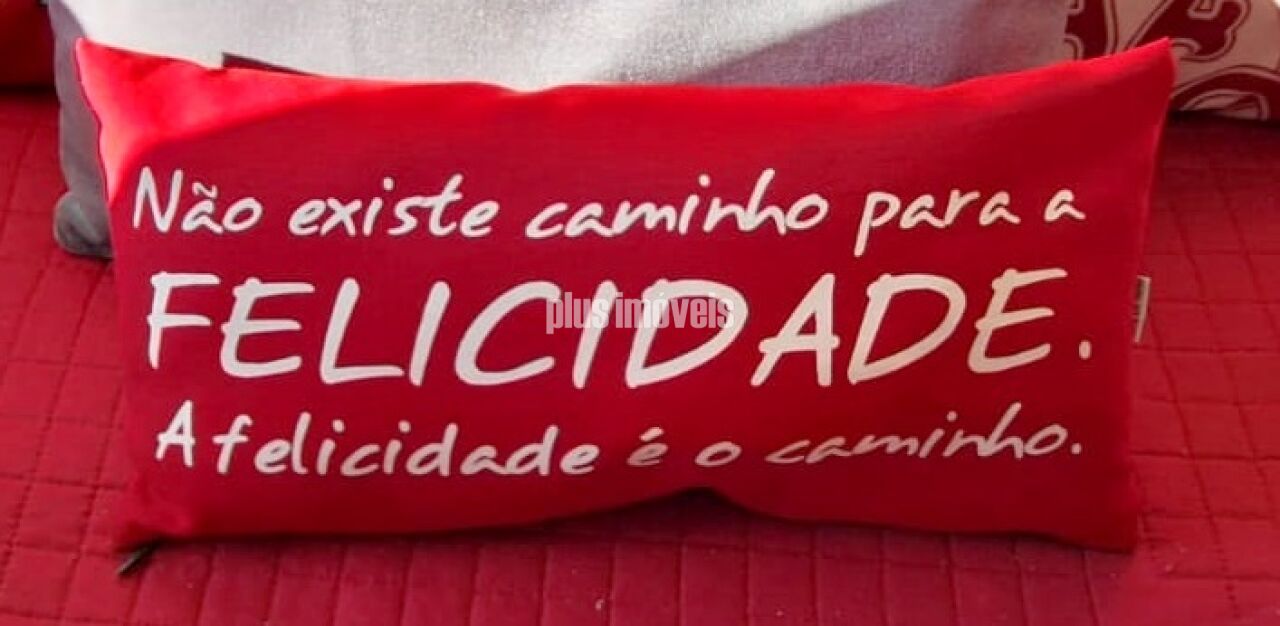 Não existe caminho para a
FELICIDADE.
plus imóveis
A felicidade é o caminho.